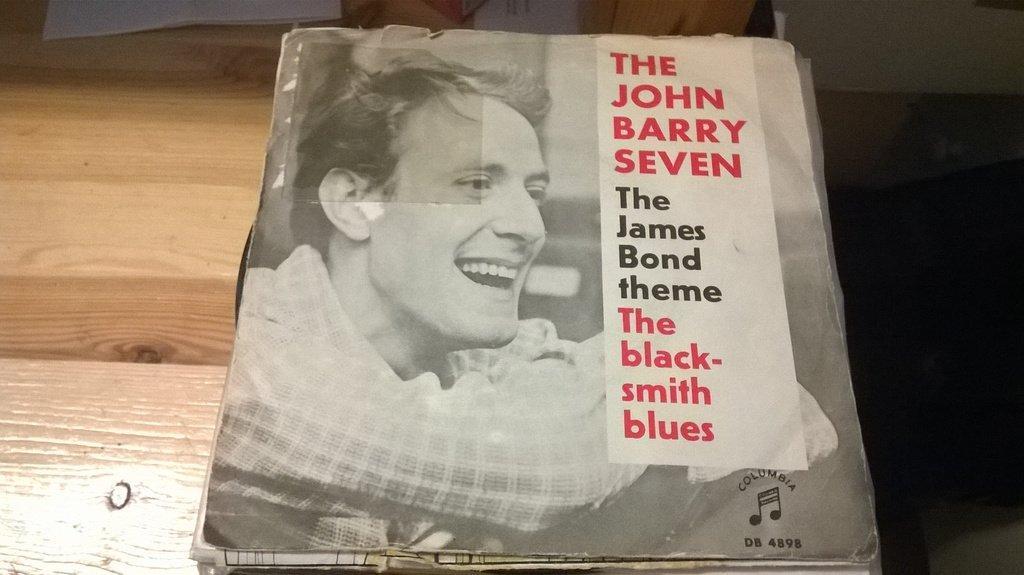 THE
JOHN
BARRY
SEVEN
The
James
Bond
theme
The
black-
smith
blues
COLUMBIA
DB 4898